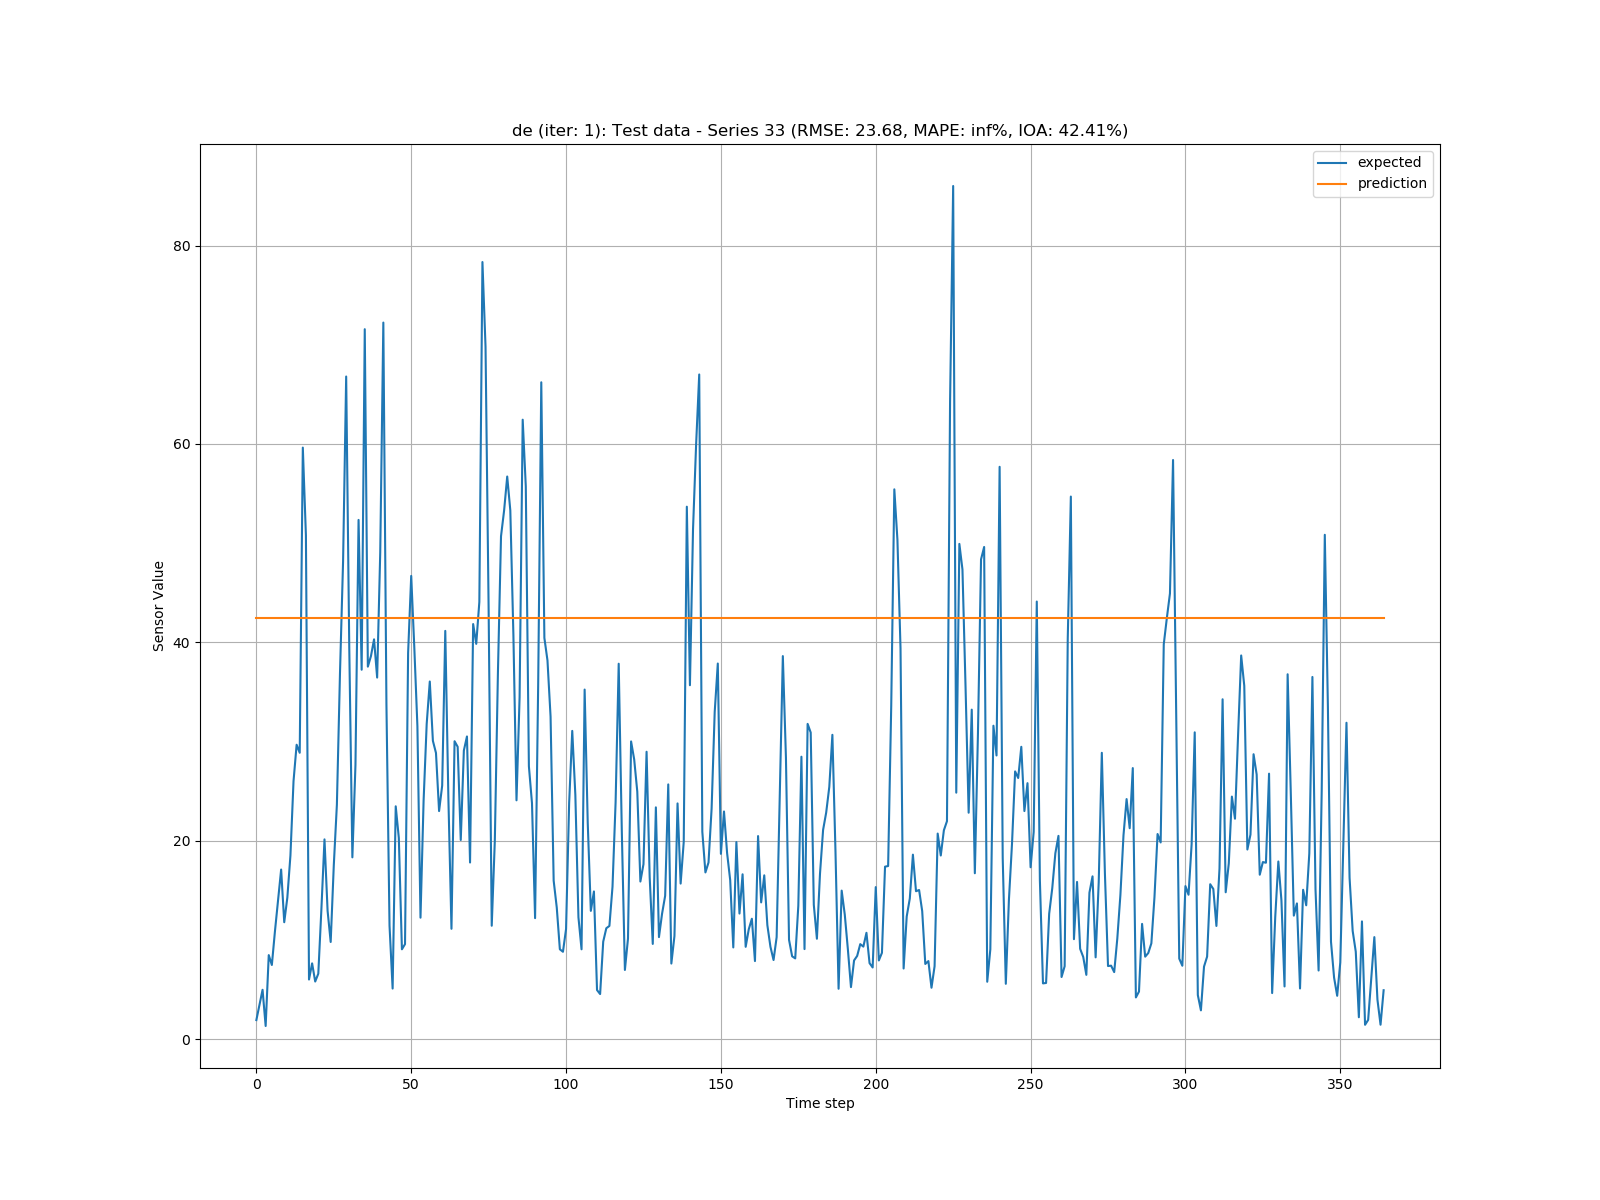 de (iter: 1): Test data - Series 33 (RMSE: 23.68, MAPE: inf%, IOA: 42.41%)
expected
prediction
Sensor Value
80
60
40
20
0
0 50 100 150 200 250 300 350
Time step